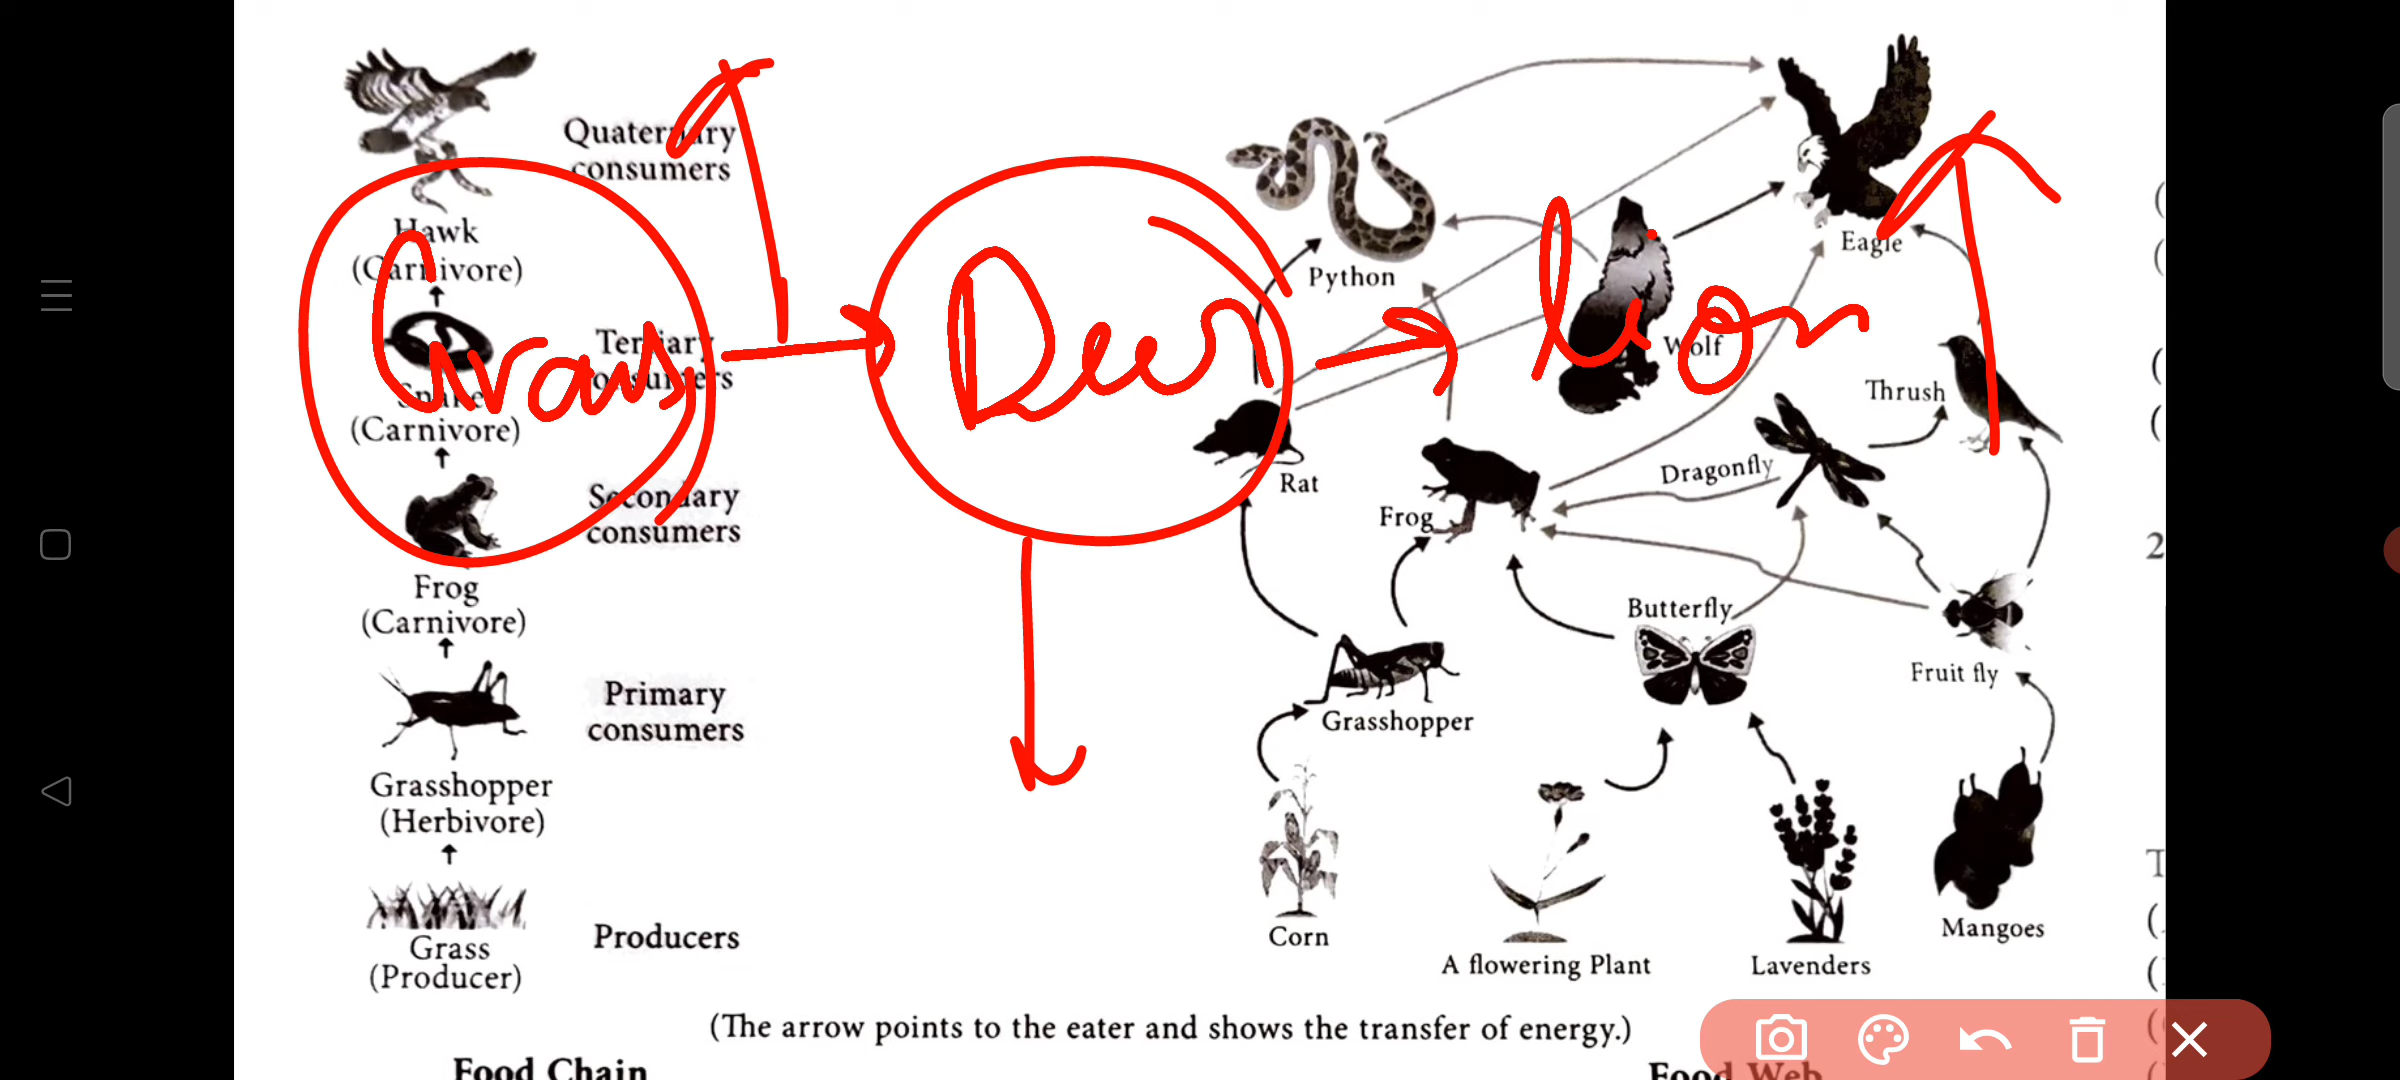 Quaternary
consumers
Hawk
(Carnivore)
Tertiary
consumers
Snake
(Carnivore)
Secondary
consumers
Frog
(Carnivore)
Primary
consumers
Grasshopper
(Herbivore)
Grass
(Producer)
Producers
Grass → Deer → lion
Python
Eagle
Wolf
Thrush
Rat
Dragonfly
Frog
Butterfly
Fruit fly
Grasshopper
Corn
A flowering Plant
Lavenders
Mangoes
(The arrow points to the eater and shows the transfer of energy.)
Food Chain
Food Web
2